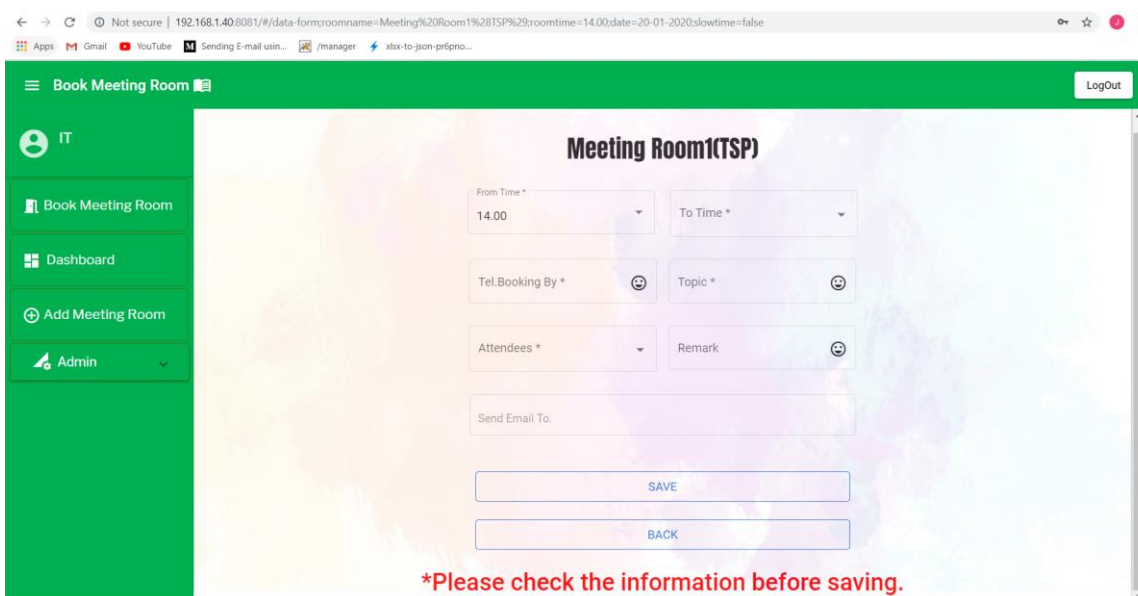 Not secure | 192.168.1.40:8081/#/data-form;roomname=Meeting%20Room1%28TSP%29;roomtime=14.00;date=20-01-2020;slowtime=false
J
Apps Gmail YouTube M Sending E-mail usin... /manager xlsx-to-json-pr6pno...
Book Meeting Room LogOut
IT
Book Meeting Room
Dashboard
Add Meeting Room
Admin
Meeting Room1(TSP)
From Time *
14.00 To Time *
Tel.Booking By * Topic *
Attendees * Remark
Send Email To.
SAVE
BACK
*Please check the information before saving.